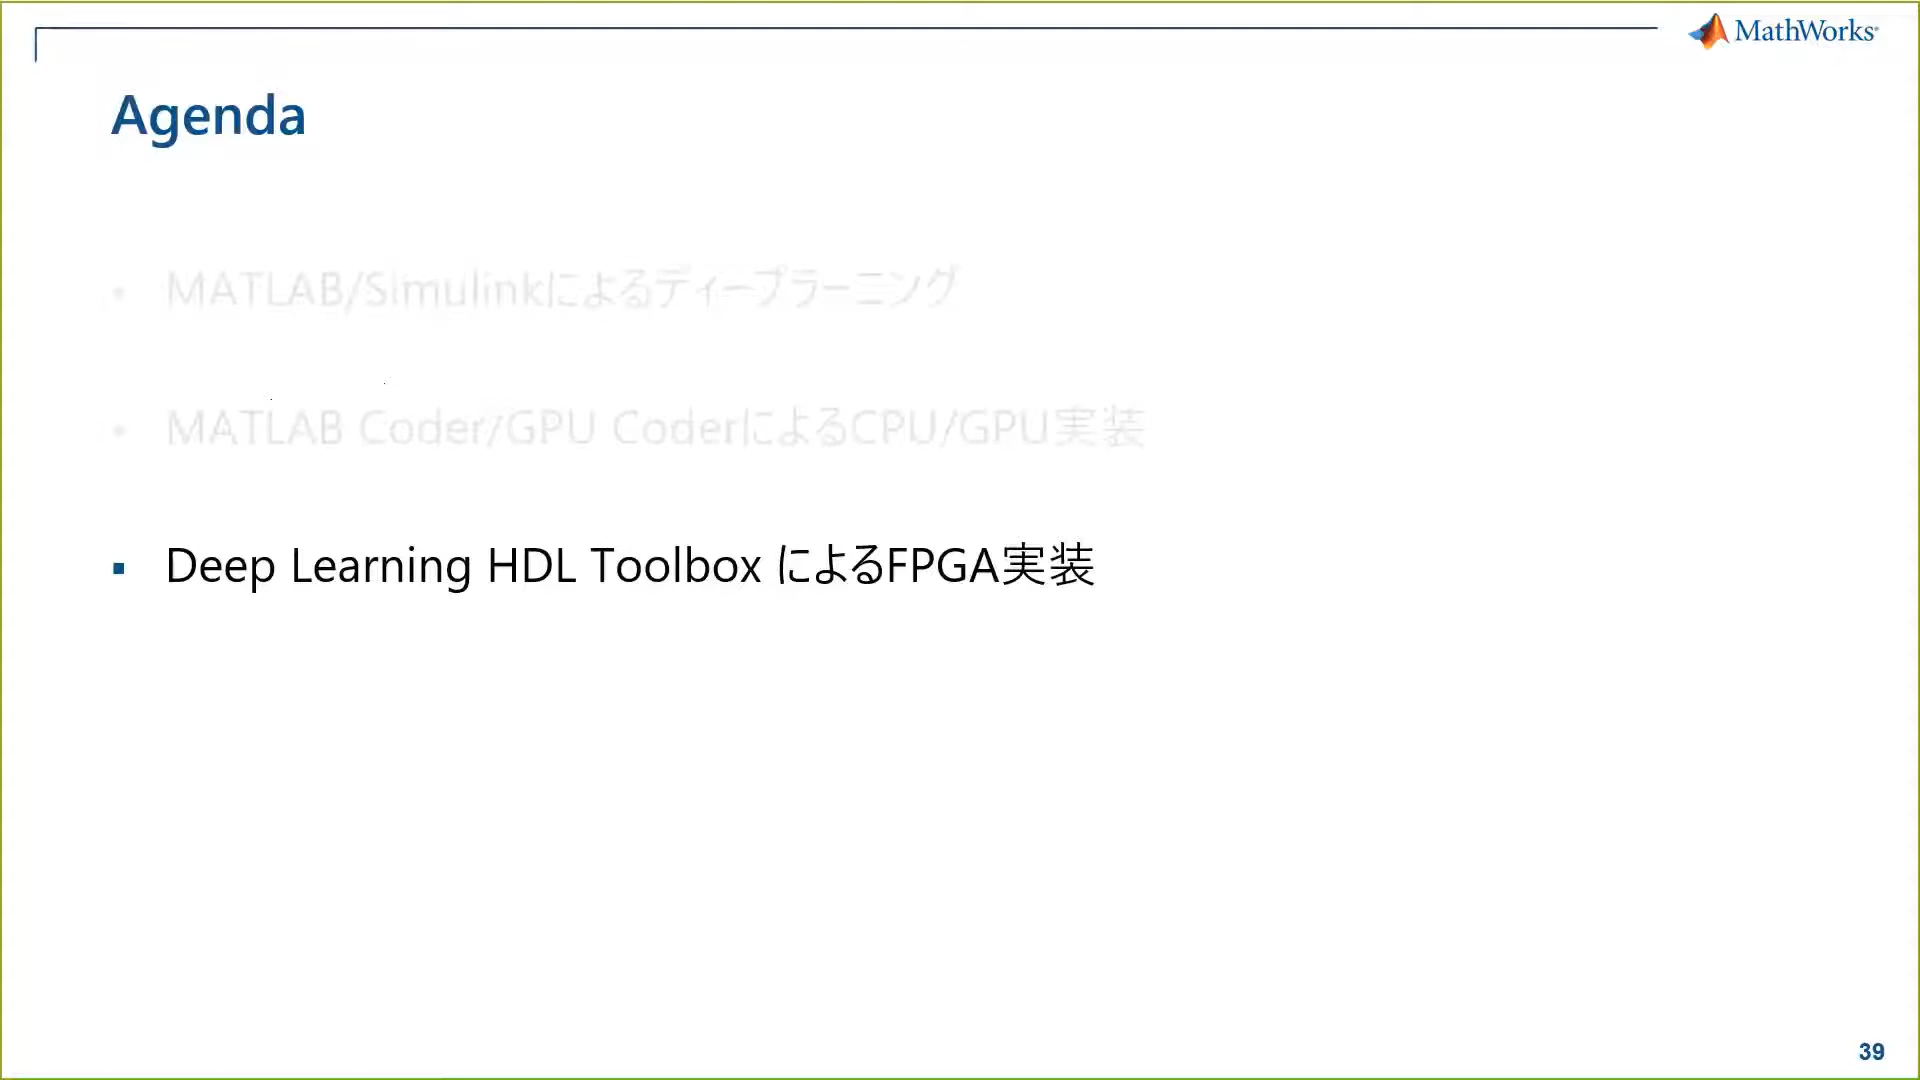 MathWorks®
Agenda
▪ MATLAB/Simulinkによるディープラーニング
▪ MATLAB Coder/GPU CoderによるCPU/GPU実装
▪ Deep Learning HDL Toolbox によるFPGA実装
39